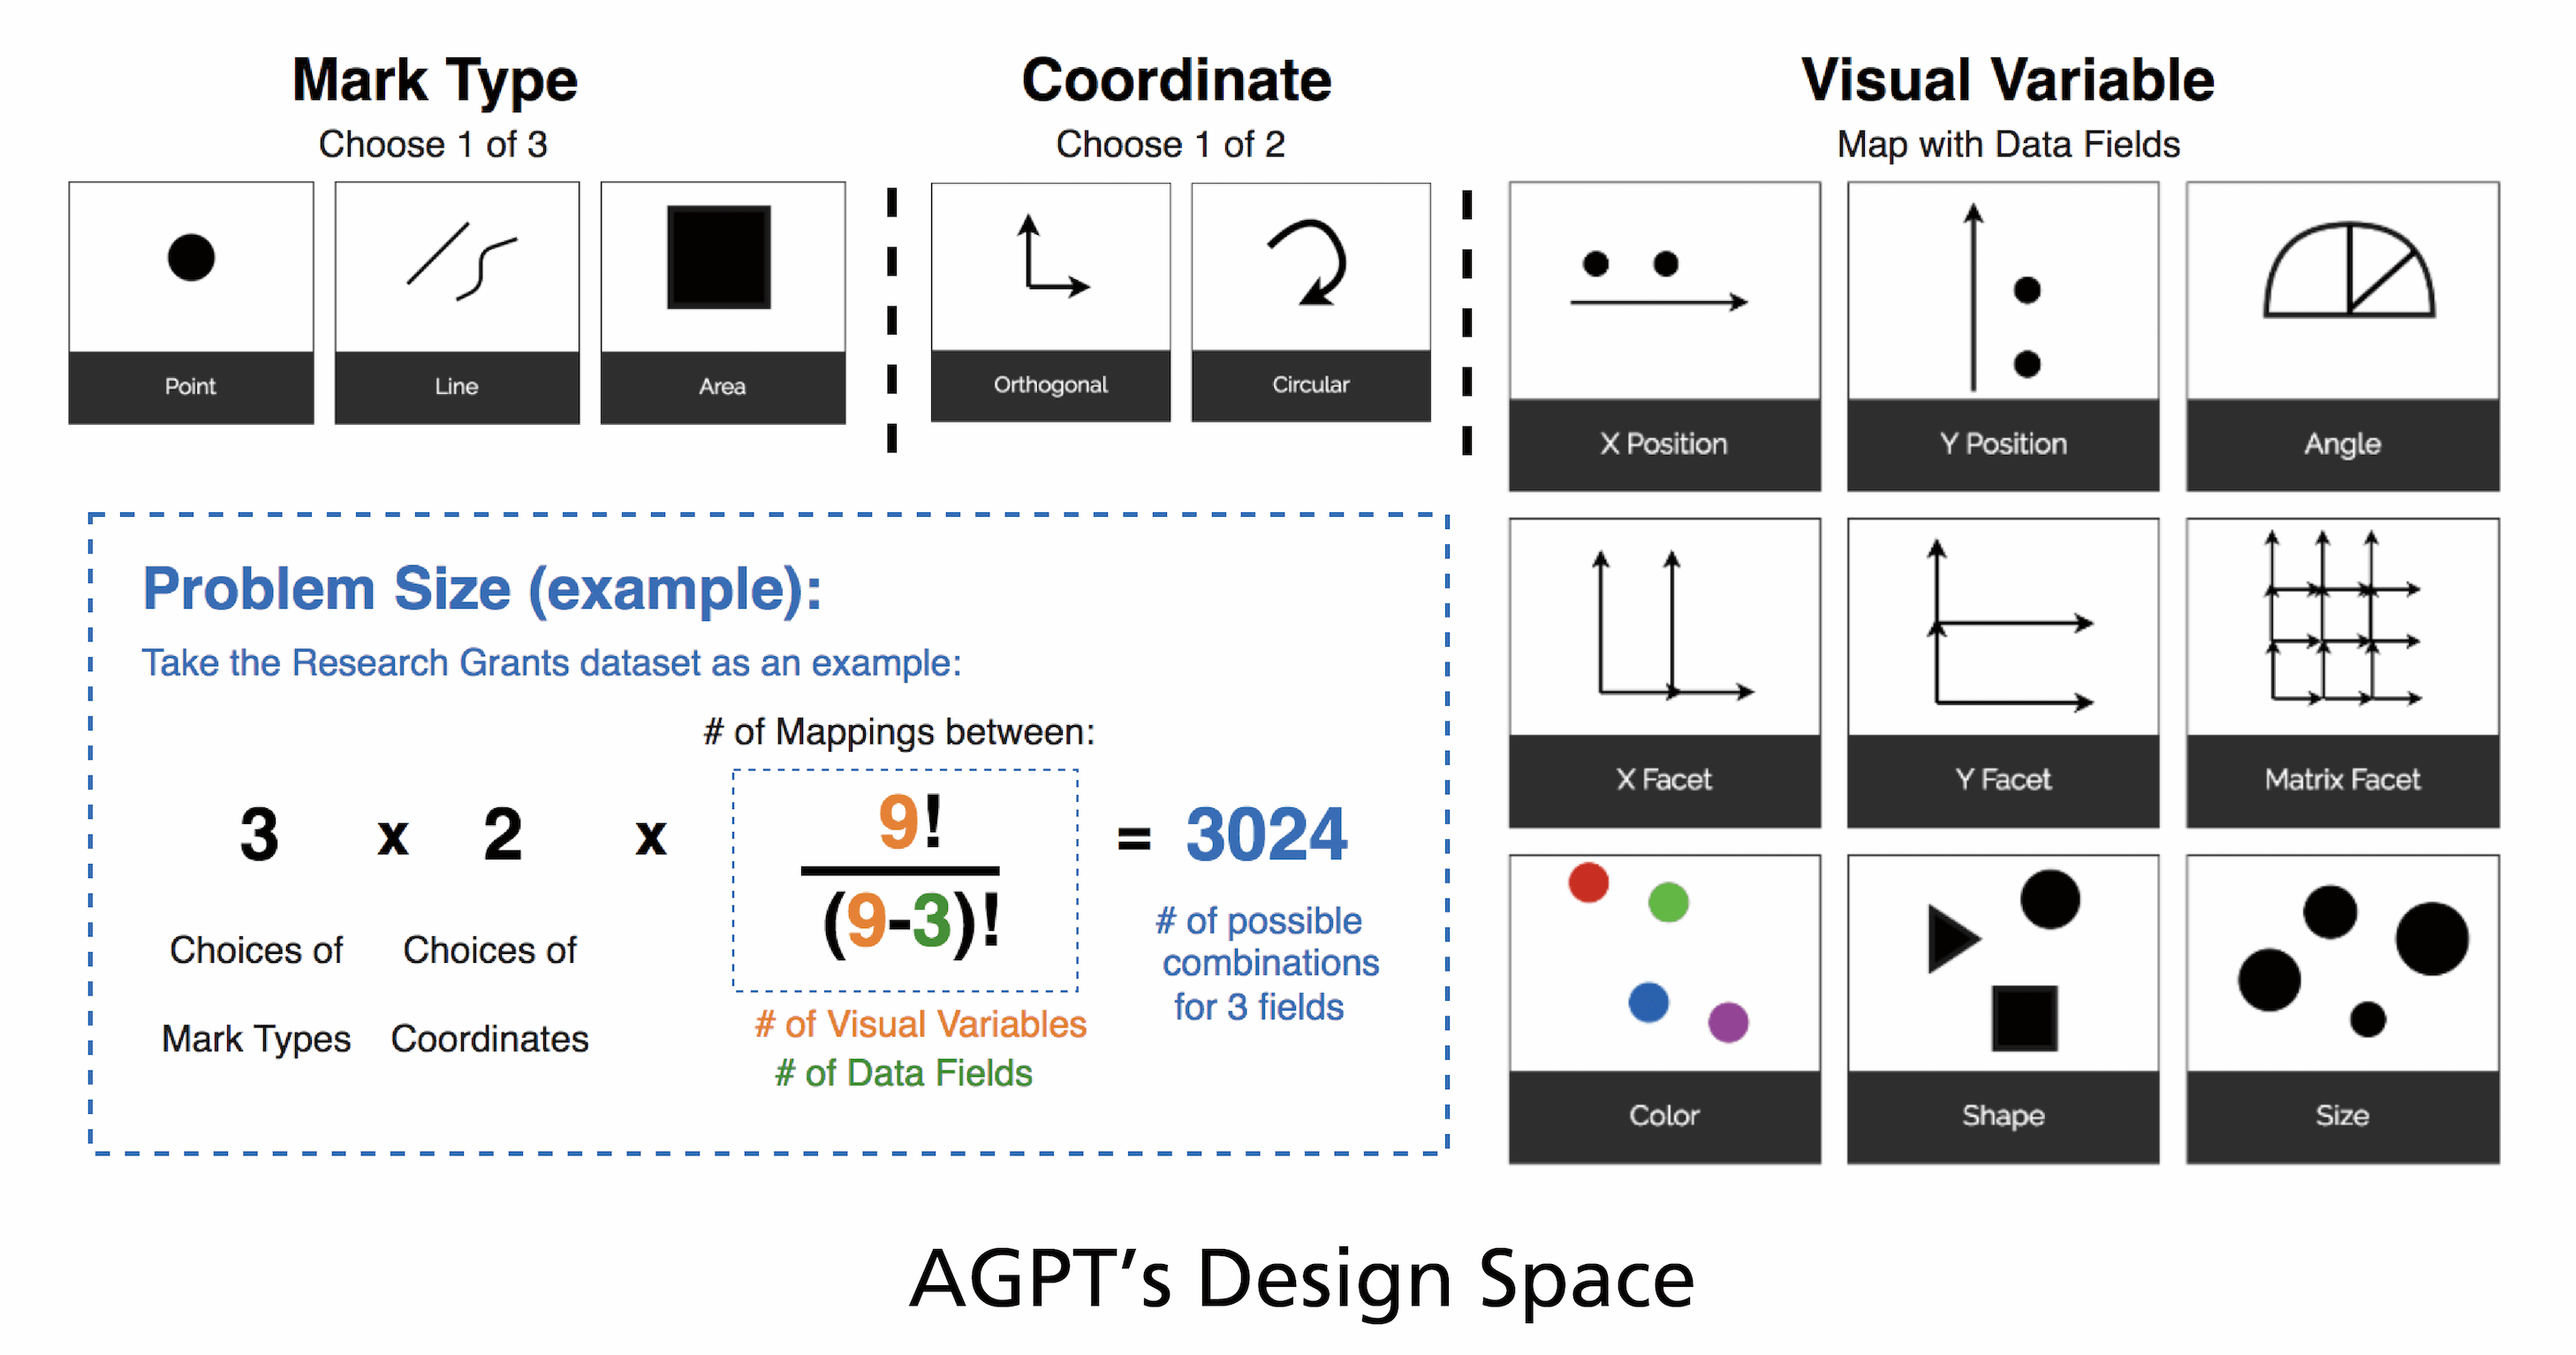 Mark Type
Choose 1 of 3
Point
Line
Area
Coordinate
Choose 1 of 2
Orthogonal
Circular
Visual Variable
Map with Data Fields
X Position
Y Position
Angle
X Facet
Y Facet
Matrix Facet
Color
Shape
Size
Problem Size (example):
Take the Research Grants dataset as an example:
# of Mappings between:
3 x 2 x 9! / (9-3)! = 3024
Choices of
Mark Types
Choices of
Coordinates
# of Visual Variables
# of Data Fields
# of possible
combinations
for 3 fields
AGPT’s Design Space